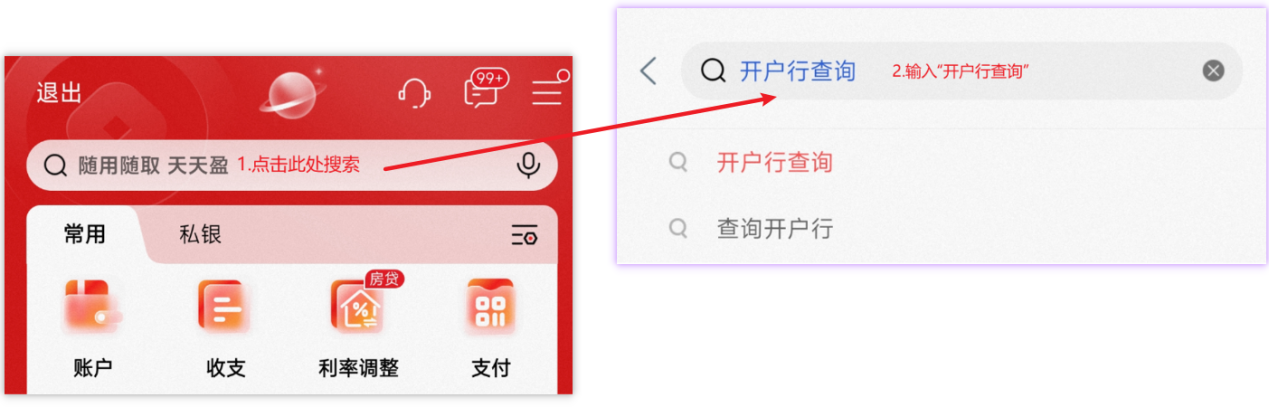 退出
99+
随用随取 天天盈 1.点击此处搜索
常用 私银
房贷
账户 收支 利率调整 支付
开户行查询 2.输入“开户行查询”
开户行查询
查询开户行